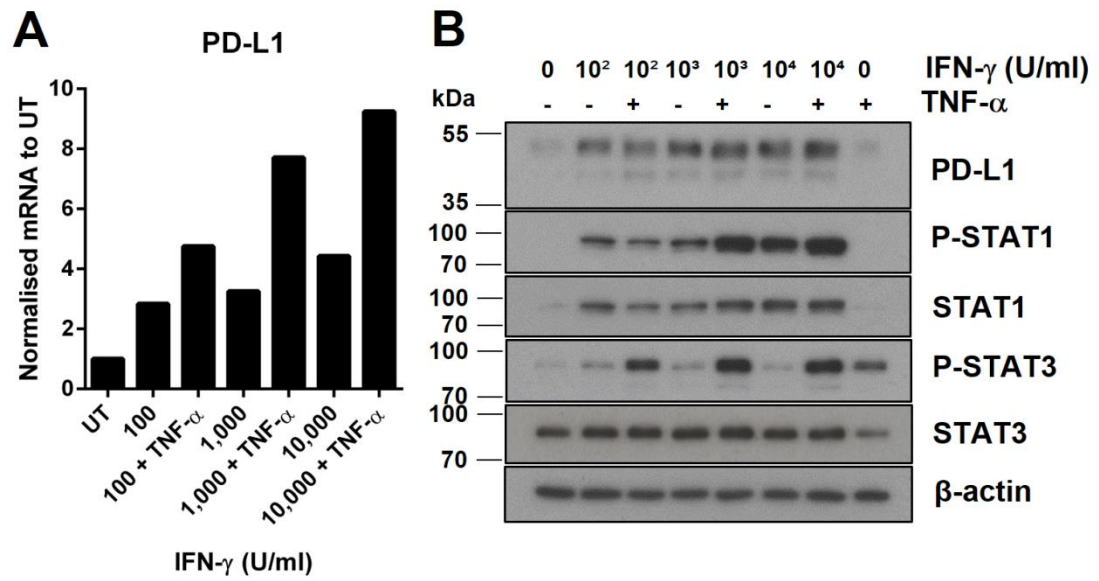 A
PD-L1
Normalised mRNA to UT
10
8
6
4
2
0
UT
100
100 + TNF-α
1,000
1,000 + TNF-α
10,000
10,000 + TNF-α
IFN-γ (U/ml)
B
0 10² 10² 10³ 10³ 10⁴ 10⁴ 0 IFN-γ (U/ml)
kDa - - + - + - + + TNF-α
55
PD-L1
35
100
P-STAT1
70
100
STAT1
70
100
P-STAT3
70
100
STAT3
70
β-actin